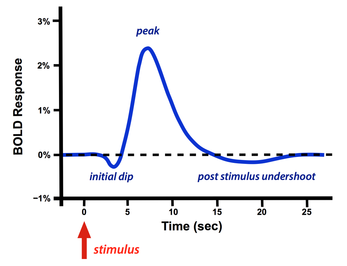 3%
peak
2%
BOLD Response
1%
0%
initial dip
post stimulus undershoot
−1%
0 5 10 15 20 25
Time (sec)
stimulus